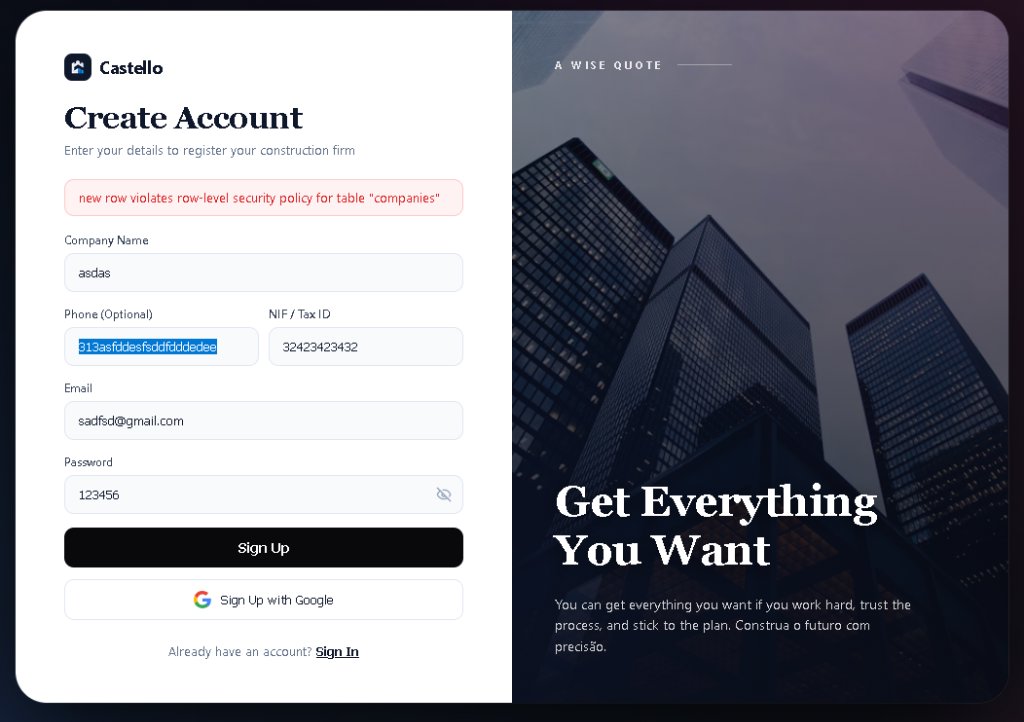 Castello
Create Account
Enter your details to register your construction firm
new row violates row-level security policy for table "companies"
Company Name
asdas
Phone (Optional)
NIF / Tax ID
313asfddesfsddfdddedee
32423423432
Email
sadfsd@gmail.com
Password
123456
Sign Up
Sign Up with Google
Already have an account? Sign In
A WISE QUOTE
Get Everything
You Want
You can get everything you want if you work hard, trust the
process, and stick to the plan. Construa o futuro com
precisão.